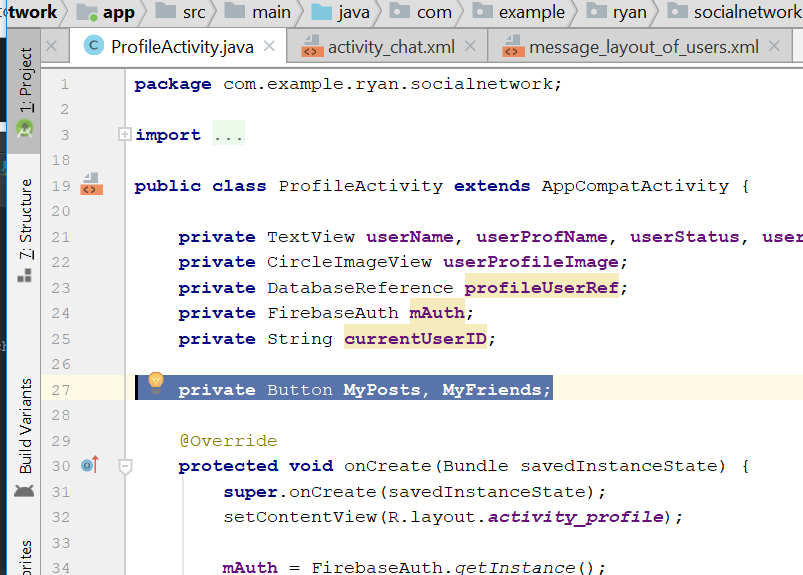 twork app src main java com example ryan socialnetwork
ProfileActivity.java activity_chat.xml message_layout_of_users.xml
1: Project
7: Structure
Build Variants
1 package com.example.ryan.socialnetwork;
2
3 import ...
18
19 public class ProfileActivity extends AppCompatActivity {
20
21 private TextView userName, userProfName, userStatus, user
22 private CircleImageView userProfileImage;
23 private DatabaseReference profileUserRef;
24 private FirebaseAuth mAuth;
25 private String currentUserID;
26
27 private Button MyPosts, MyFriends;
28
29 @Override
30 protected void onCreate(Bundle savedInstanceState) {
31 super.onCreate(savedInstanceState);
32 setContentView(R.layout.activity_profile);
33
34 mAuth = FirebaseAuth.getInstance();